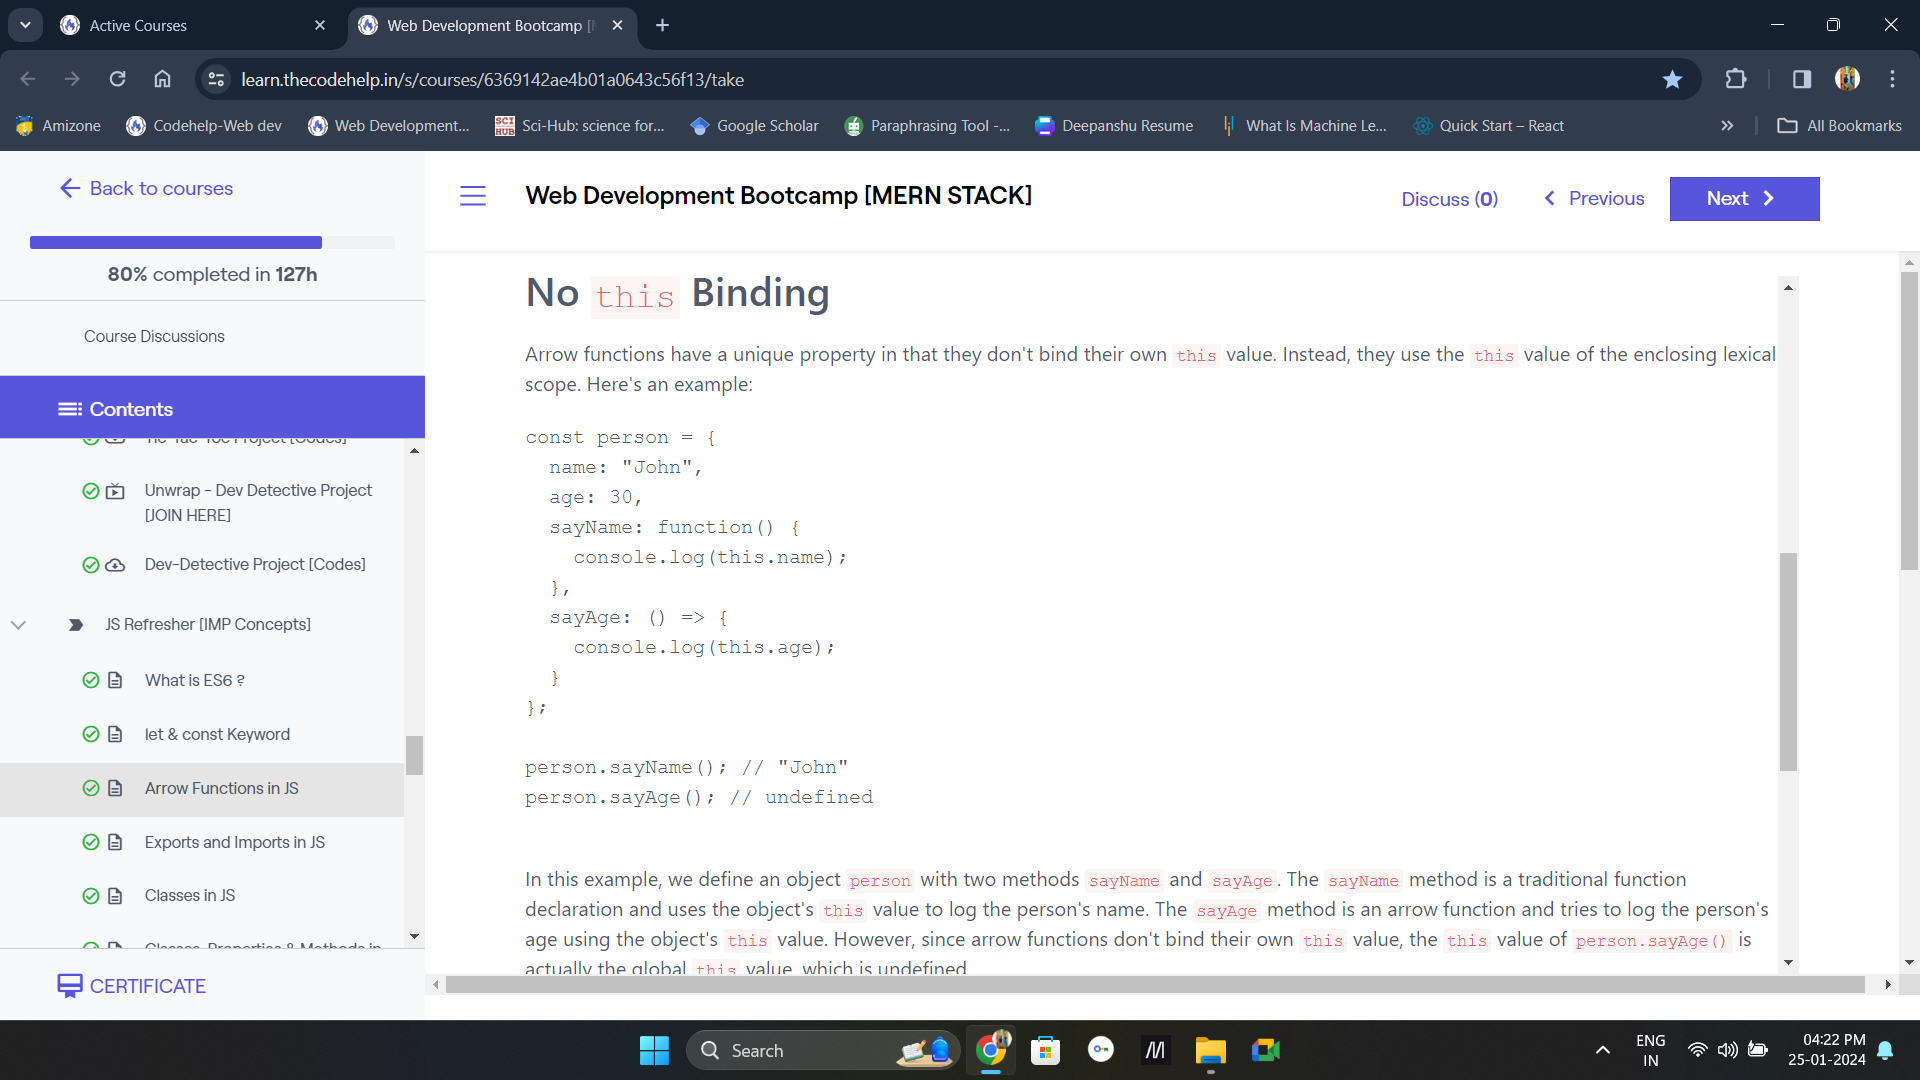 Active Courses
Web Development Bootcamp [
learn.thecodehelp.in/s/courses/6369142ae4b01a0643c56f13/take
Amizone
Codehelp-Web dev
Web Development...
SCI HUB
Sci-Hub: science for...
Google Scholar
Paraphrasing Tool -...
Deepanshu Resume
What Is Machine Le...
Quick Start – React
All Bookmarks
Back to courses
Web Development Bootcamp [MERN STACK]
Discuss (0)
Previous
Next
80% completed in 127h
Course Discussions
Contents
Tic-Tac-Toe Project [Codes]
Unwrap - Dev Detective Project
[JOIN HERE]
Dev-Detective Project [Codes]
JS Refresher [IMP Concepts]
What is ES6 ?
let & const Keyword
Arrow Functions in JS
Exports and Imports in JS
Classes in JS
Classes, Properties & Methods in
CERTIFICATE
No this Binding
Arrow functions have a unique property in that they don't bind their own this value. Instead, they use the this value of the enclosing lexical
scope. Here's an example:
const person = {
  name: "John",
  age: 30,
  sayName: function() {
    console.log(this.name);
  },
  sayAge: () => {
    console.log(this.age);
  }
};
person.sayName(); // "John"
person.sayAge(); // undefined
In this example, we define an object person with two methods sayName and sayAge. The sayName method is a traditional function
declaration and uses the object's this value to log the person's name. The sayAge method is an arrow function and tries to log the person's
age using the object's this value. However, since arrow functions don't bind their own this value, the this value of person.sayAge() is
actually the global this value, which is undefined
Search
ENG
IN
04:22 PM
25-01-2024